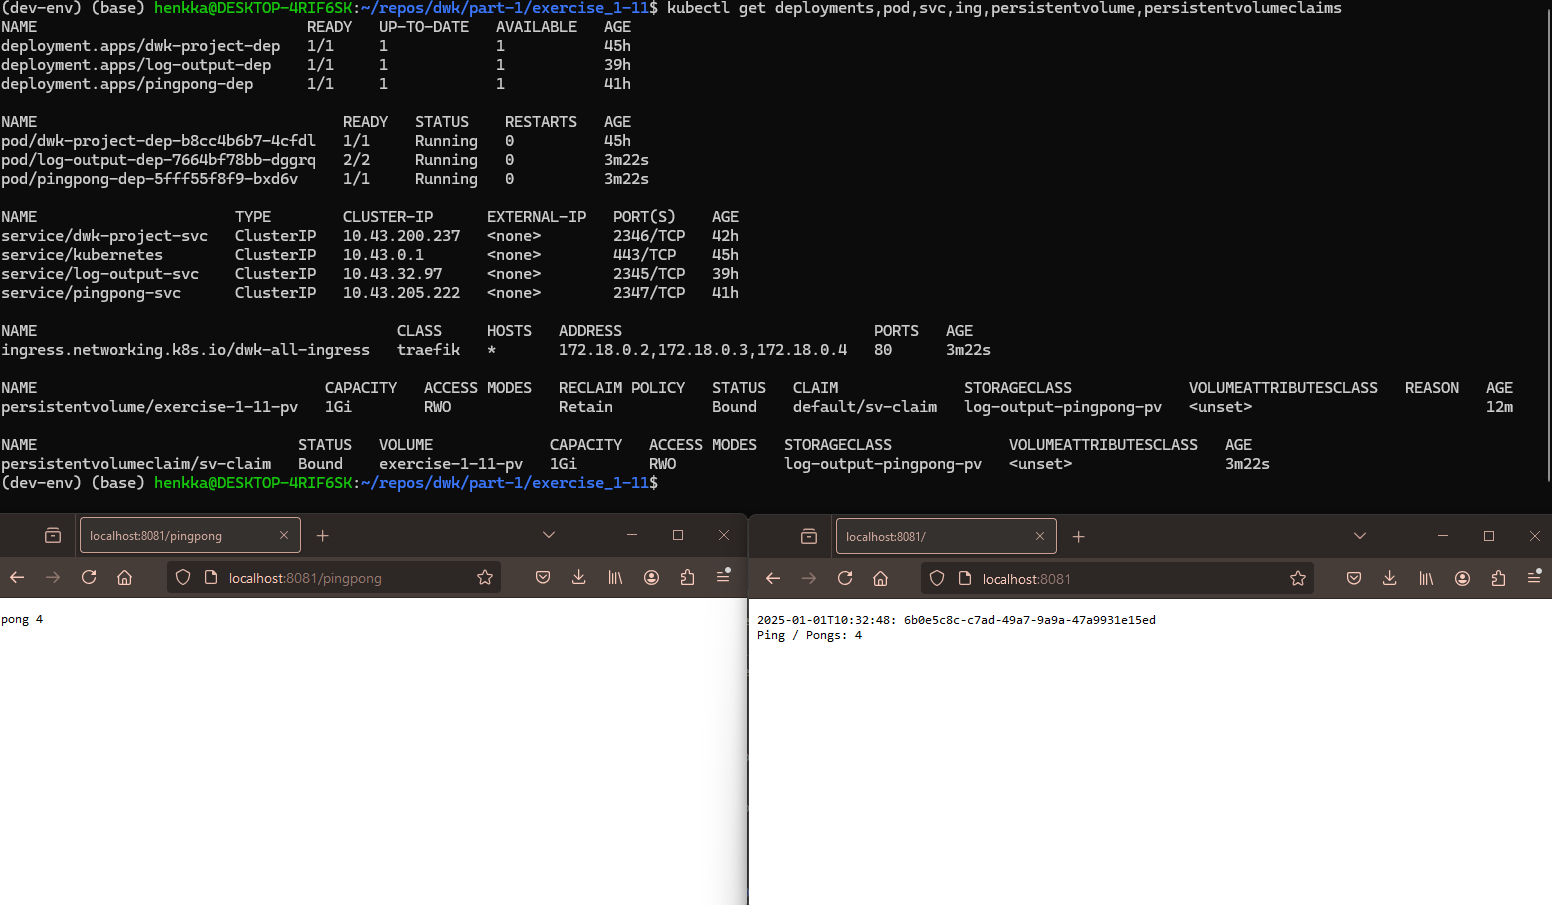 (dev-env) (base) henkka@DESKTOP-4RIF6SK:~/repos/dwk/part-1/exercise_1-11$ kubectl get deployments,pod,svc,ing,persistentvolume,persistentvolumeclaims
NAME READY UP-TO-DATE AVAILABLE AGE
deployment.apps/dwk-project-dep 1/1 1 1 45h
deployment.apps/log-output-dep 1/1 1 1 39h
deployment.apps/pingpong-dep 1/1 1 1 41h
NAME READY STATUS RESTARTS AGE
pod/dwk-project-dep-b8cc4b6b7-4cfdl 1/1 Running 0 45h
pod/log-output-dep-7664bf78bb-dggrq 2/2 Running 0 3m22s
pod/pingpong-dep-5fff55f8f9-bxd6v 1/1 Running 0 3m22s
NAME TYPE CLUSTER-IP EXTERNAL-IP PORT(S) AGE
service/dwk-project-svc ClusterIP 10.43.200.237 <none> 2346/TCP 42h
service/kubernetes ClusterIP 10.43.0.1 <none> 443/TCP 45h
service/log-output-svc ClusterIP 10.43.32.97 <none> 2345/TCP 39h
service/pingpong-svc ClusterIP 10.43.205.222 <none> 2347/TCP 41h
NAME CLASS HOSTS ADDRESS PORTS AGE
ingress.networking.k8s.io/dwk-all-ingress traefik * 172.18.0.2,172.18.0.3,172.18.0.4 80 3m22s
NAME CAPACITY ACCESS MODES RECLAIM POLICY STATUS CLAIM STORAGECLASS VOLUMEATTRIBUTESCLASS REASON AGE
persistentvolume/exercise-1-11-pv 1Gi RWO Retain Bound default/sv-claim log-output-pingpong-pv <unset> 12m
NAME STATUS VOLUME CAPACITY ACCESS MODES STORAGECLASS VOLUMEATTRIBUTESCLASS AGE
persistentvolumeclaim/sv-claim Bound exercise-1-11-pv 1Gi RWO log-output-pingpong-pv <unset> 3m22s
(dev-env) (base) henkka@DESKTOP-4RIF6SK:~/repos/dwk/part-1/exercise_1-11$
localhost:8081/pingpong
localhost:8081/pingpong
pong 4
localhost:8081/
localhost:8081
2025-01-01T10:32:48: 6b0e5c8c-c7ad-49a7-9a9a-47a9931e15ed
Ping / Pongs: 4